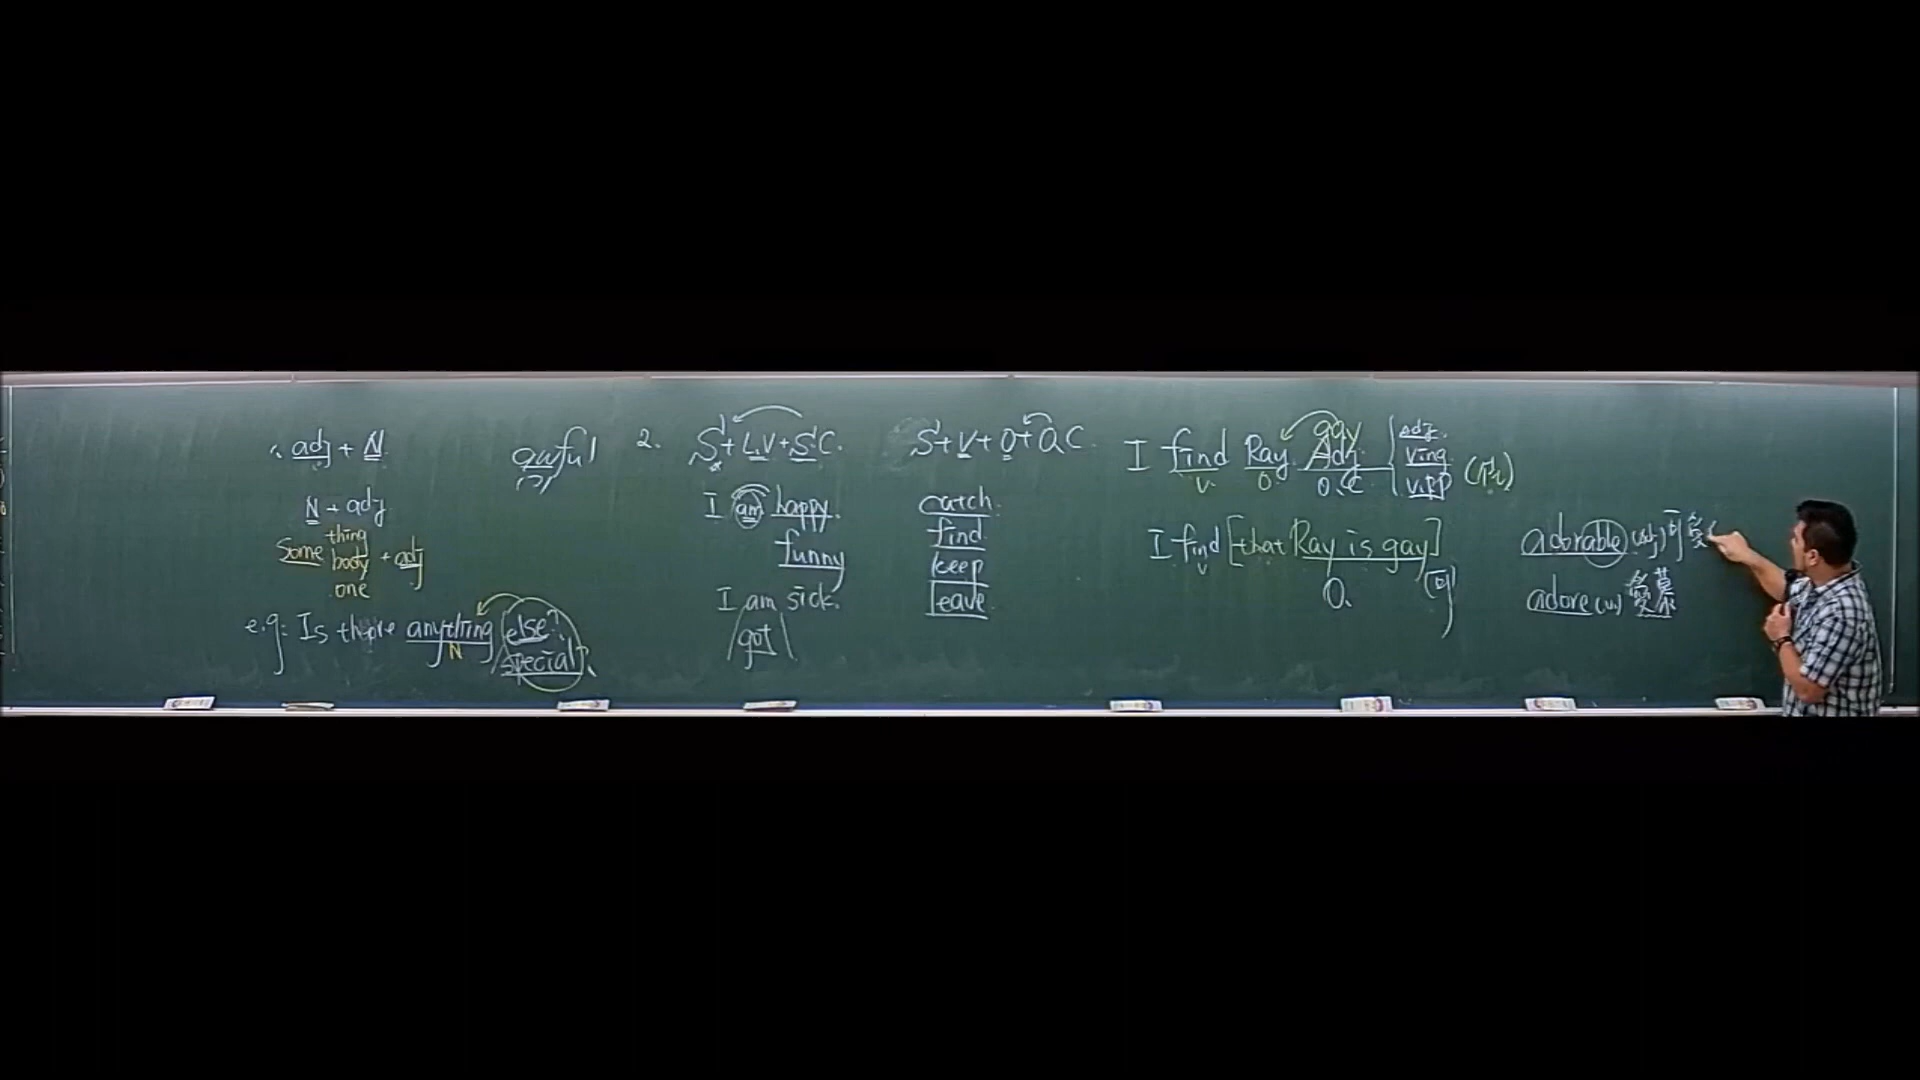 1. adj + N
N + adj
thing
Some body + adj
one
e.g: Is there anything else?
N special?
awful
2. S + L.V + S.C.
I am happy.
funny
I am sick.
got
S + V + O + O.C
catch
find
keep
leave
I find Ray Adj. gay
V. O. O.C
Adj.
Ving
V.pp
I find [that Ray is gay]
V O.
adorable (adj) 可愛
adore (v.) 愛慕